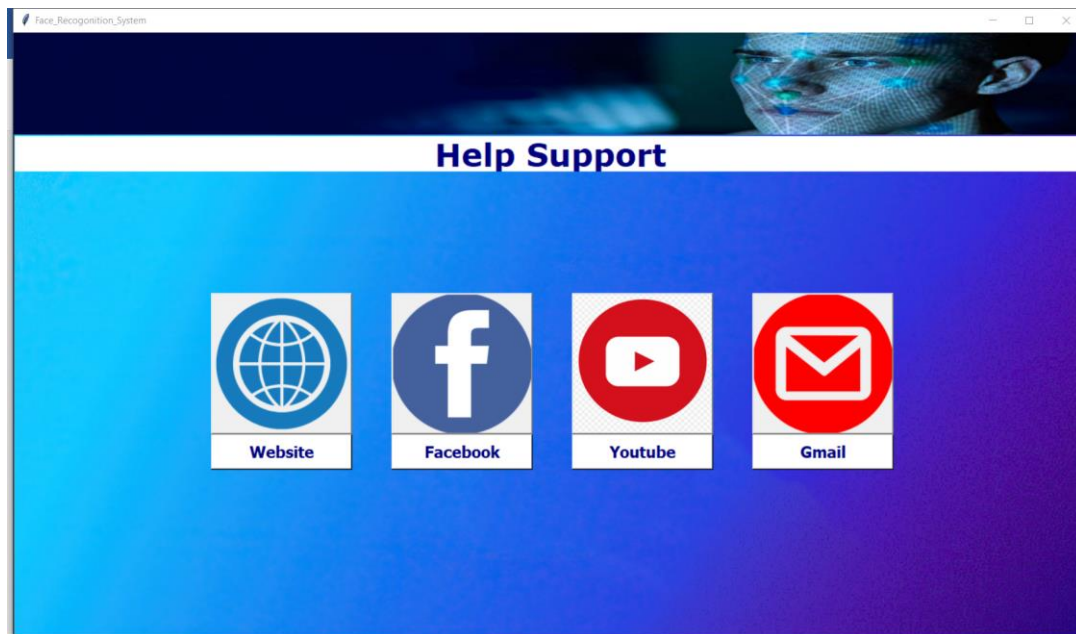 Face_Recogonition_System
Help Support
Website
Facebook
Youtube
Gmail